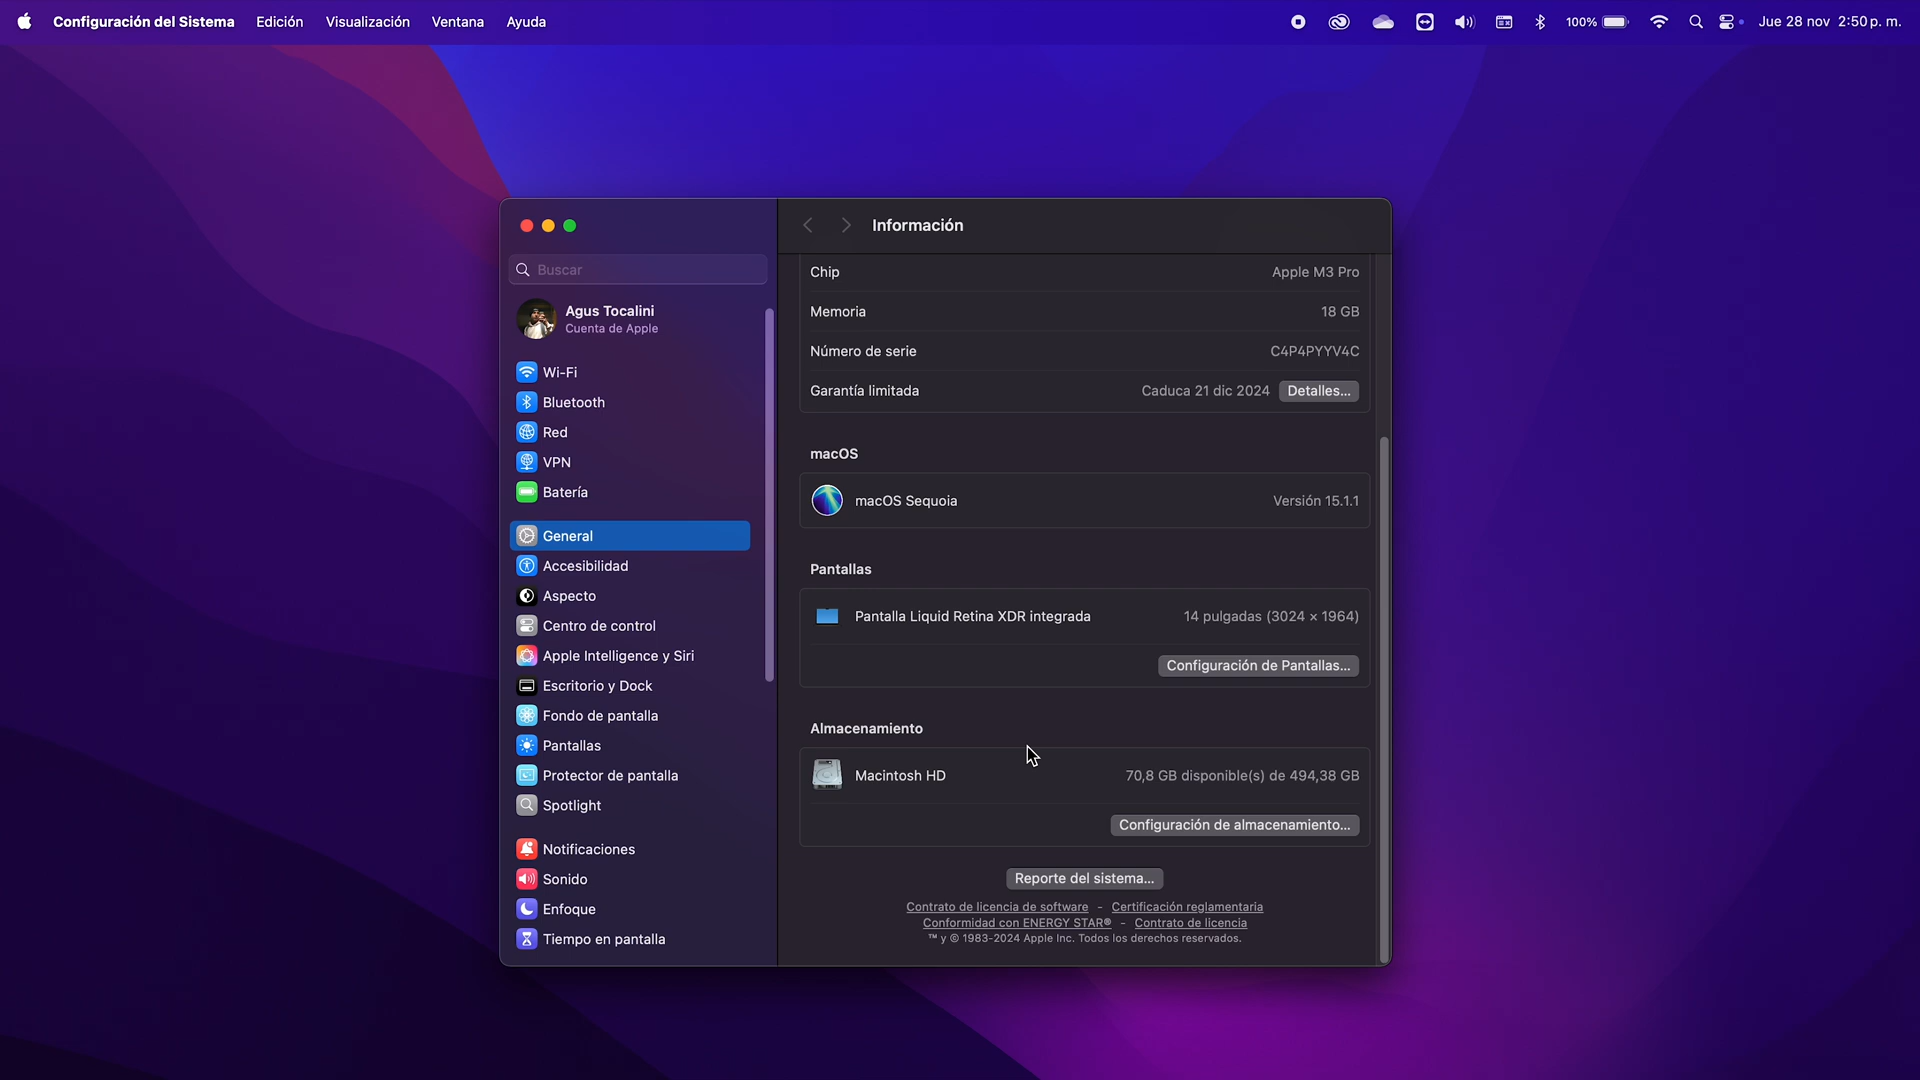 Configuración del Sistema Edición Visualización Ventana Ayuda 100% Jue 28 nov 2:50 p. m.
Información
Buscar
Agus Tocalini
Cuenta de Apple
Wi-Fi
Bluetooth
Red
VPN
Batería
General
Accesibilidad
Aspecto
Centro de control
Apple Intelligence y Siri
Escritorio y Dock
Fondo de pantalla
Pantallas
Protector de pantalla
Spotlight
Notificaciones
Sonido
Enfoque
Tiempo en pantalla
Chip Apple M3 Pro
Memoria 18 GB
Número de serie C4P4PYYV4C
Garantía limitada Caduca 21 dic 2024 Detalles...
macOS
macOS Sequoia Versión 15.1.1
Pantallas
Pantalla Liquid Retina XDR integrada 14 pulgadas (3024 × 1964)
Configuración de Pantallas...
Almacenamiento
Macintosh HD 70,8 GB disponible(s) de 494,38 GB
Configuración de almacenamiento...
Reporte del sistema...
Contrato de licencia de software - Certificación reglamentaria
Conformidad con ENERGY STAR® - Contrato de licencia
™ y © 1983-2024 Apple Inc. Todos los derechos reservados.